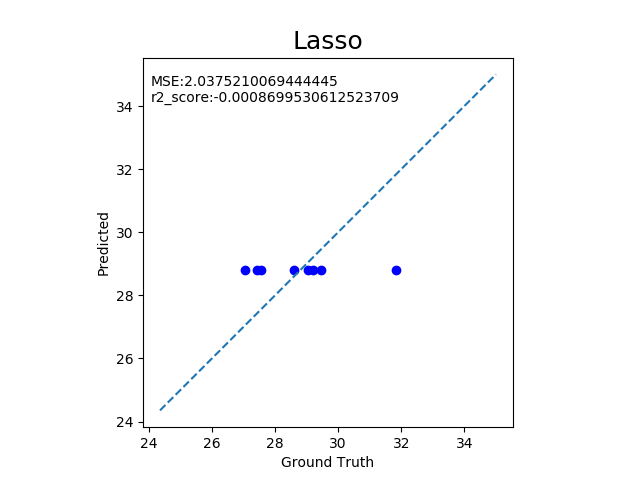 Lasso
MSE:2.0375210069444445
r2_score:-0.0008699530612523709
Predicted
34
32
30
28
26
24
24 26 28 30 32 34
Ground Truth